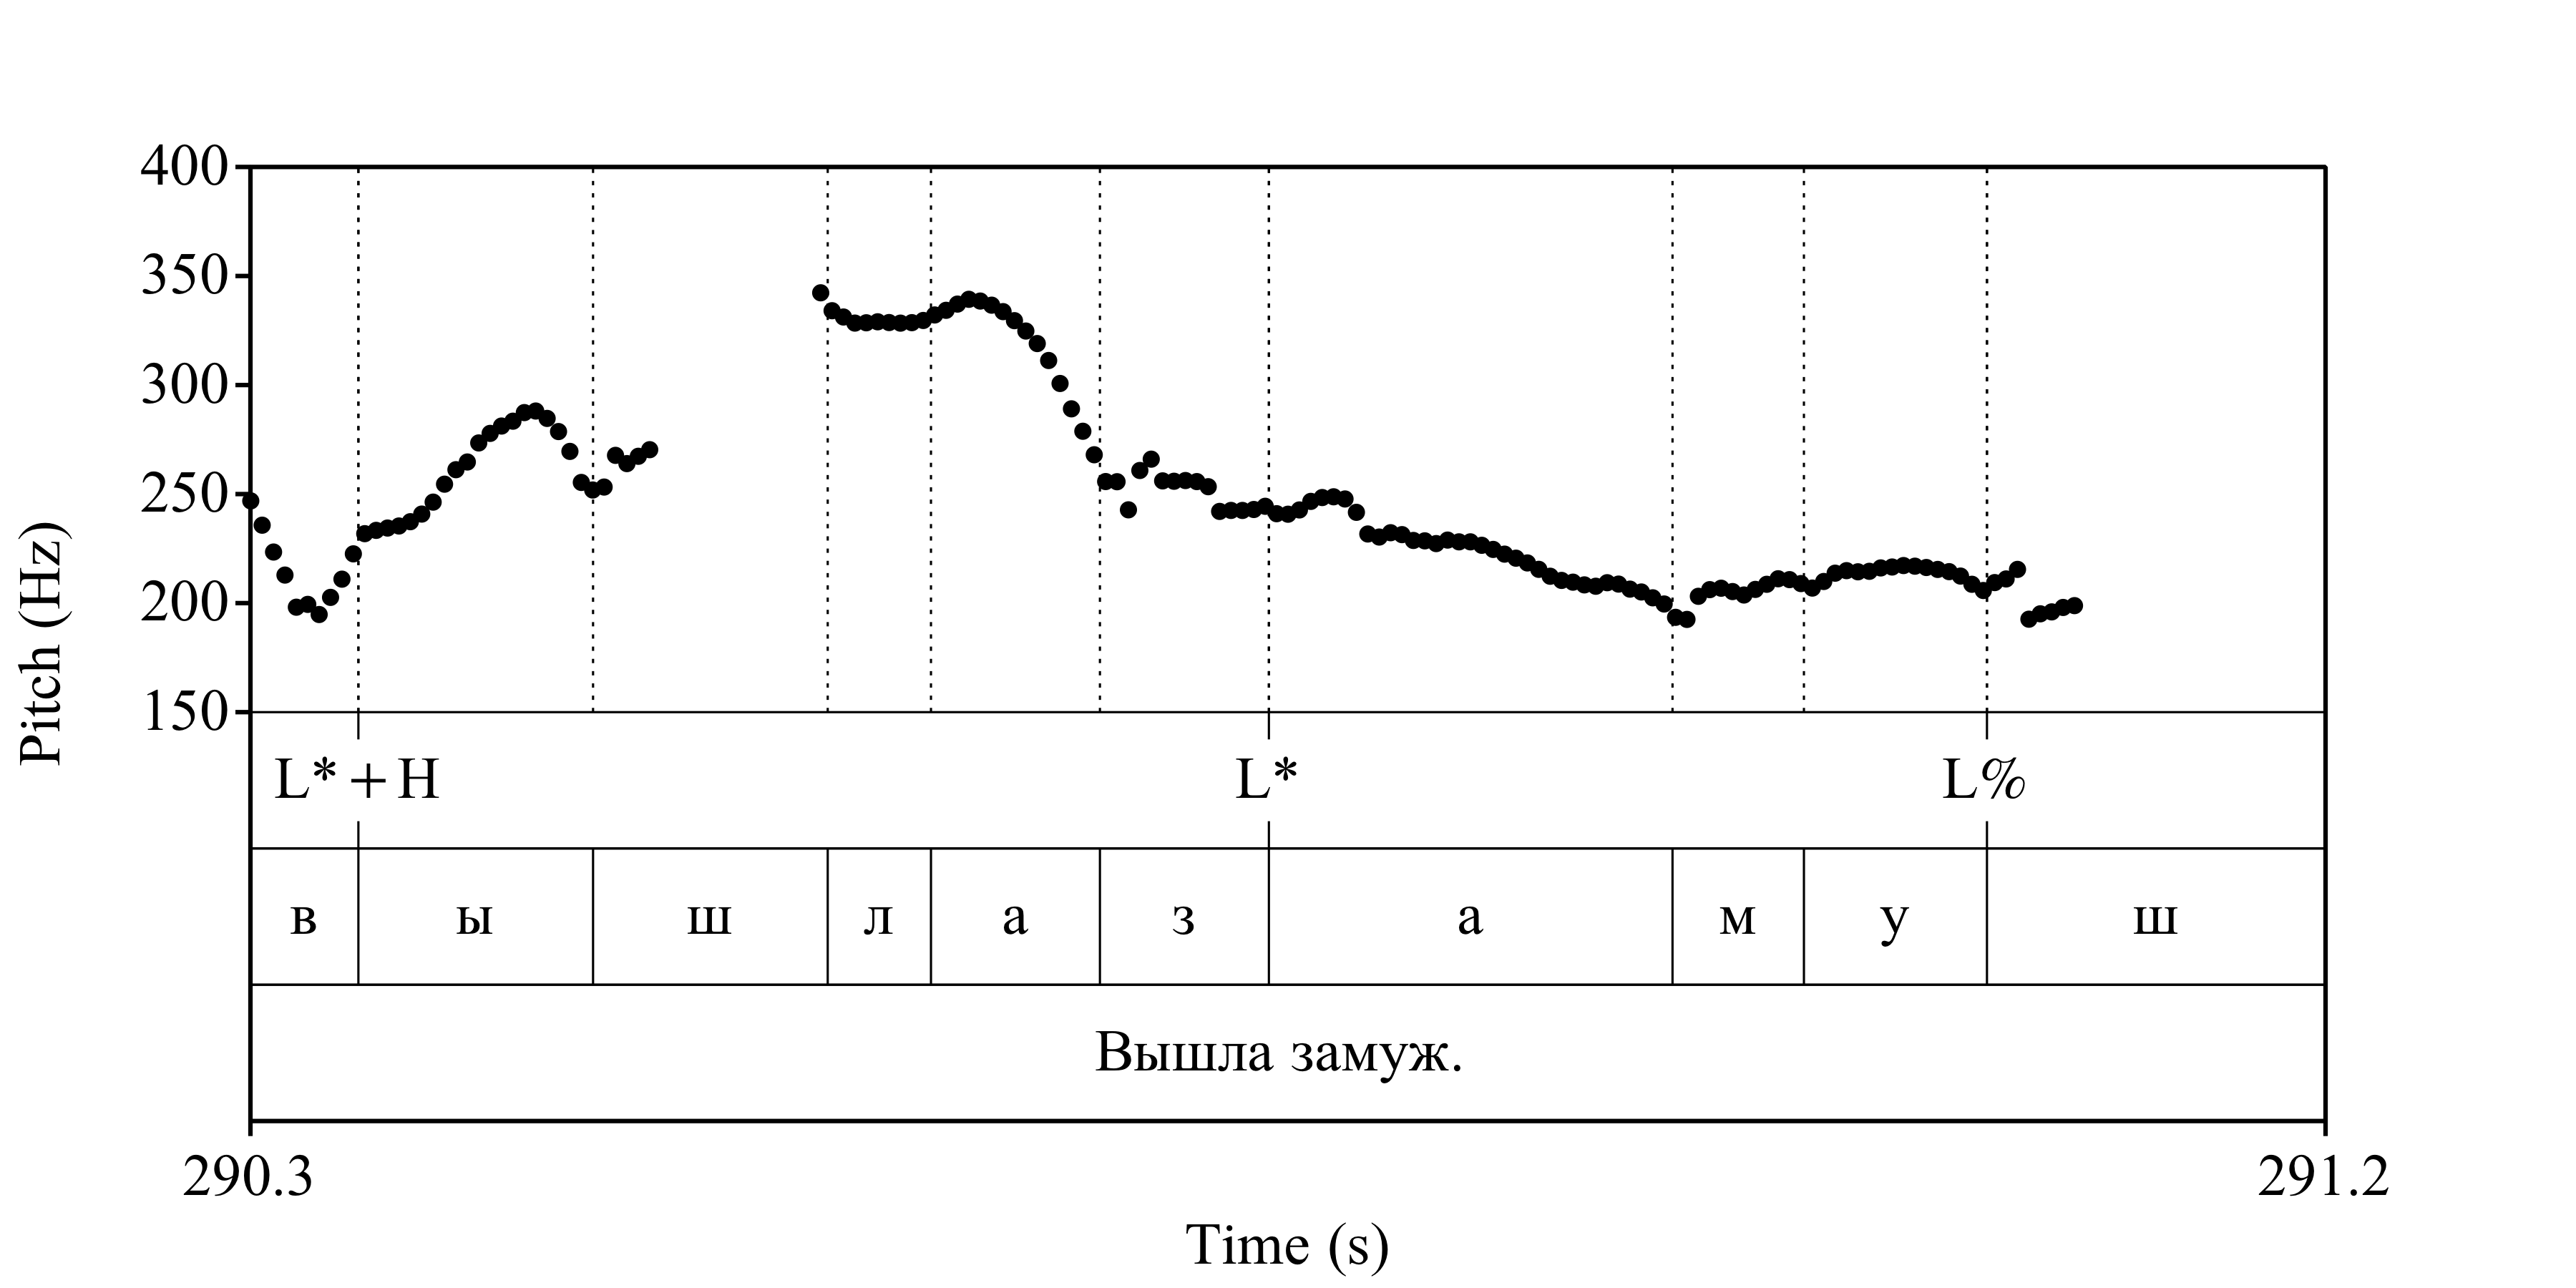 400
350
300
250
200
150
Pitch (Hz)
L*+H L* L%
в ы ш л а з а м у ш
Вышла замуж.
290.3 291.2
Time (s)